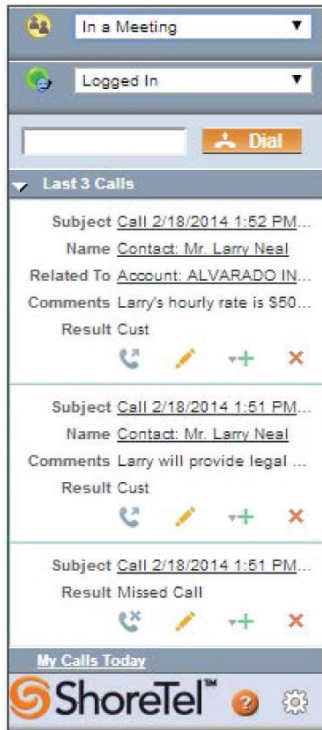 In a Meeting
Logged In
Dial
Last 3 Calls
Subject Call 2/18/2014 1:52 PM...
Name Contact: Mr. Larry Neal
Related To Account: ALVARADO IN...
Comments Larry's hourly rate is $50...
Result Cust
Subject Call 2/18/2014 1:51 PM...
Name Contact: Mr. Larry Neal
Comments Larry will provide legal ...
Result Cust
Subject Call 2/18/2014 1:51 PM...
Result Missed Call
My Calls Today
ShoreTel™ ?